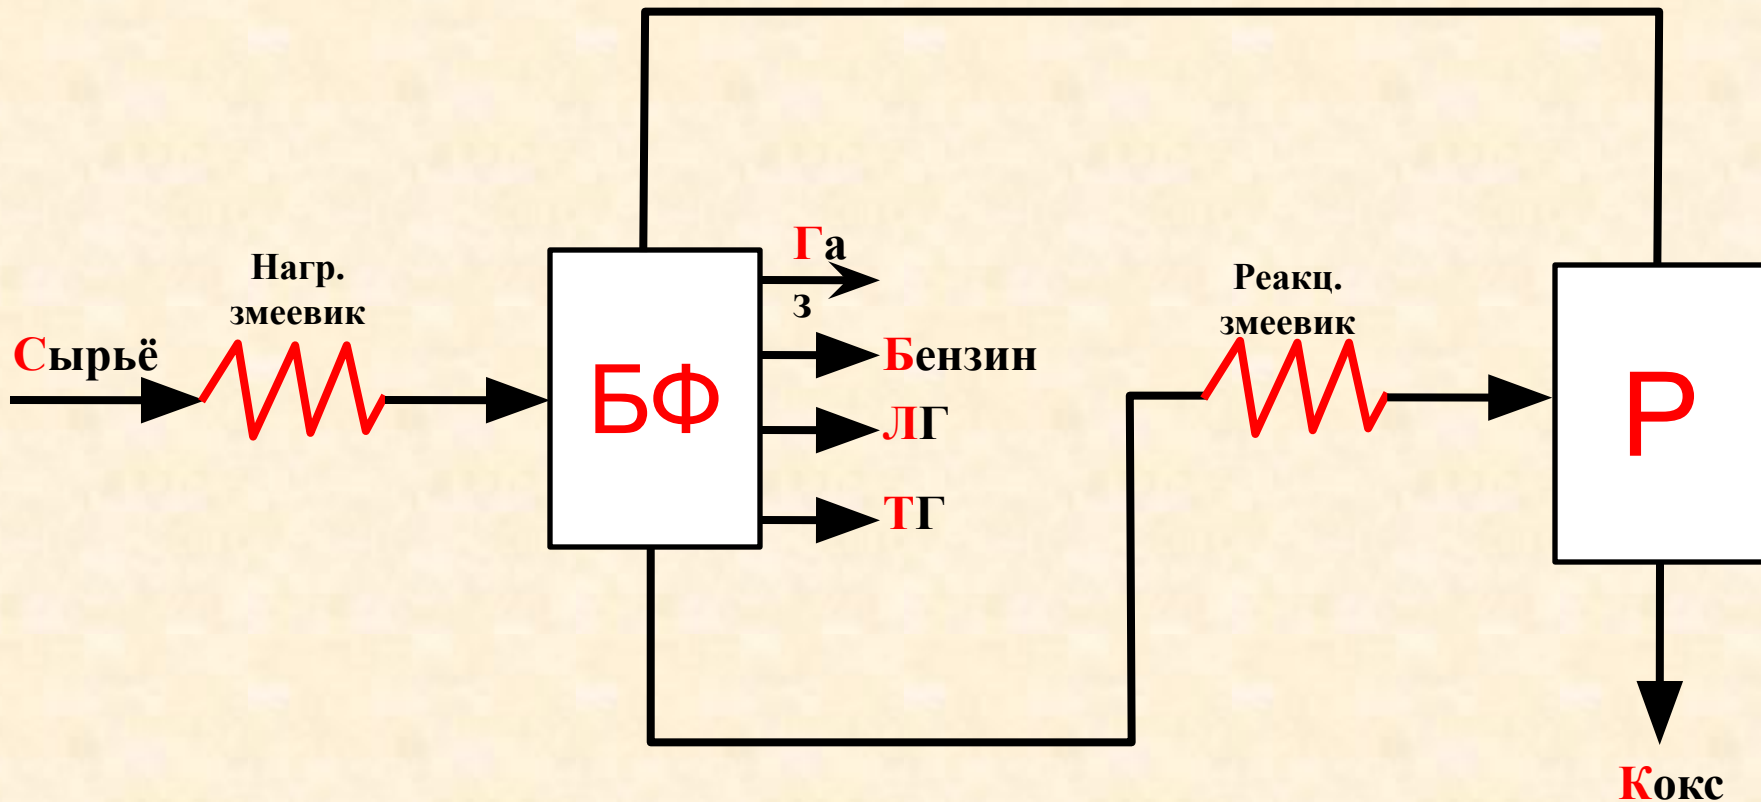 Сырьё
Нагр.
змеевик
БФ
Га
з
Бензин
ЛГ
ТГ
Реакц.
змеевик
Р
Кокс